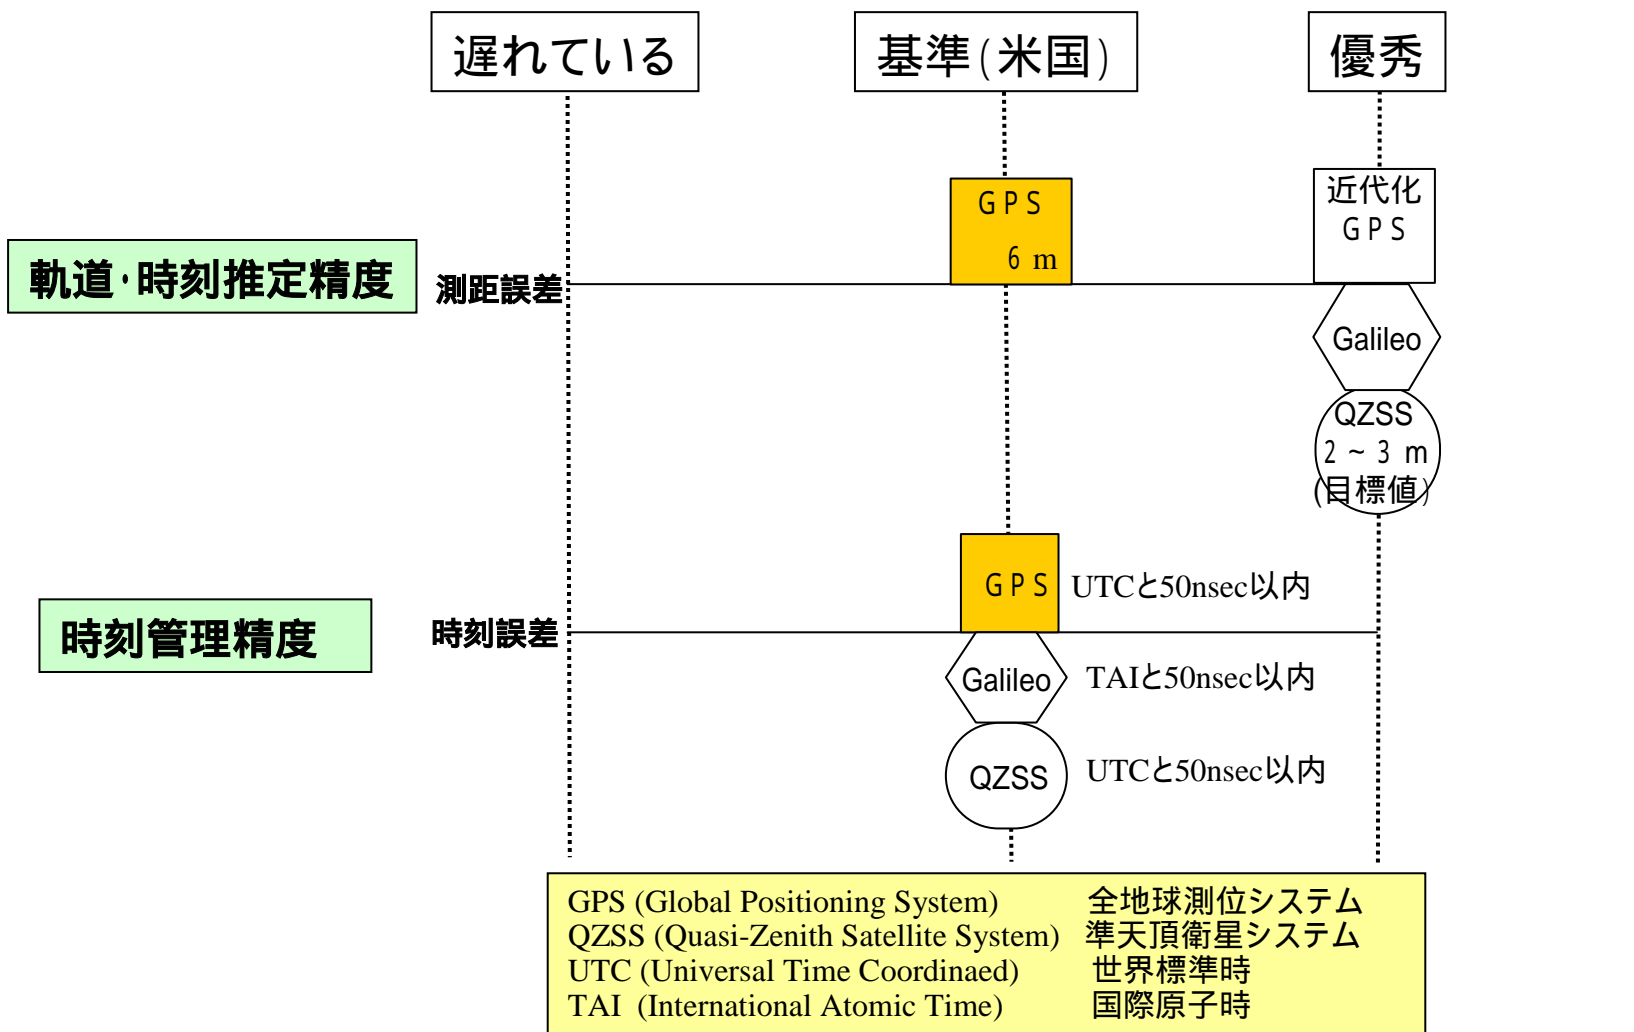 遅れている
基準(米国)
優秀
GPS
6 m
近代化
GPS
軌道・時刻推定精度
測距誤差
Galileo
QZSS
2 ~ 3 m
(目標値)
GPS
UTCと50nsec以内
時刻管理精度
時刻誤差
Galileo
TAIと50nsec以内
QZSS
UTCと50nsec以内
GPS (Global Positioning System) 全地球測位システム
QZSS (Quasi-Zenith Satellite System) 準天頂衛星システム
UTC (Universal Time Coordinaed) 世界標準時
TAI (International Atomic Time) 国際原子時